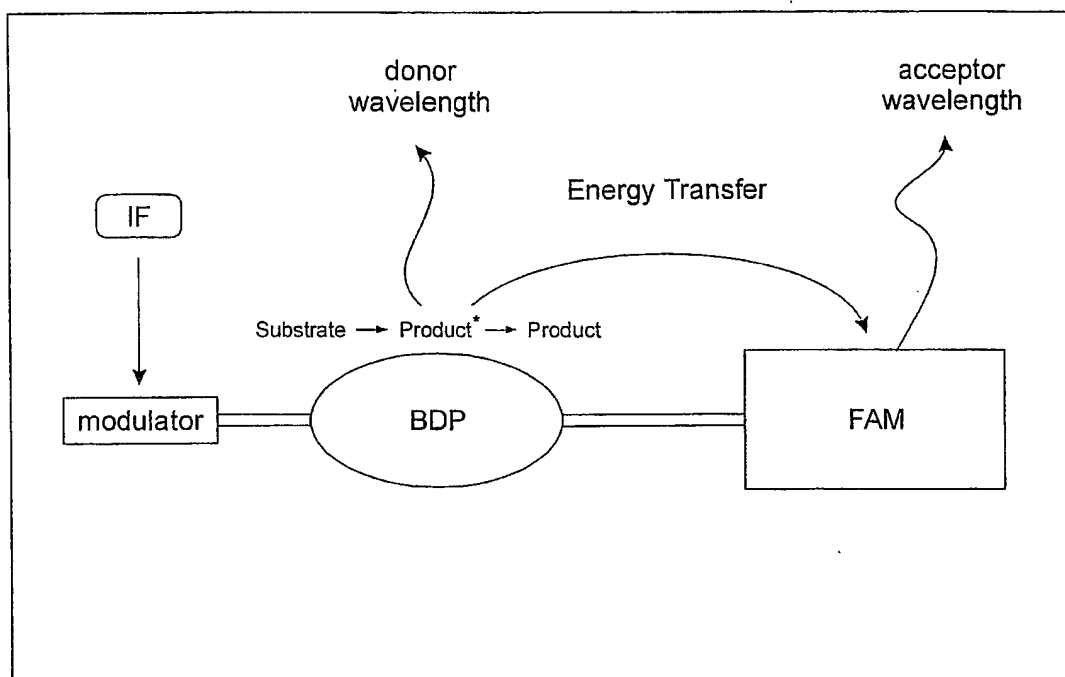 donor
wavelength
acceptor
wavelength
Energy Transfer
IF
Substrate → Product* → Product
modulator
BDP
FAM